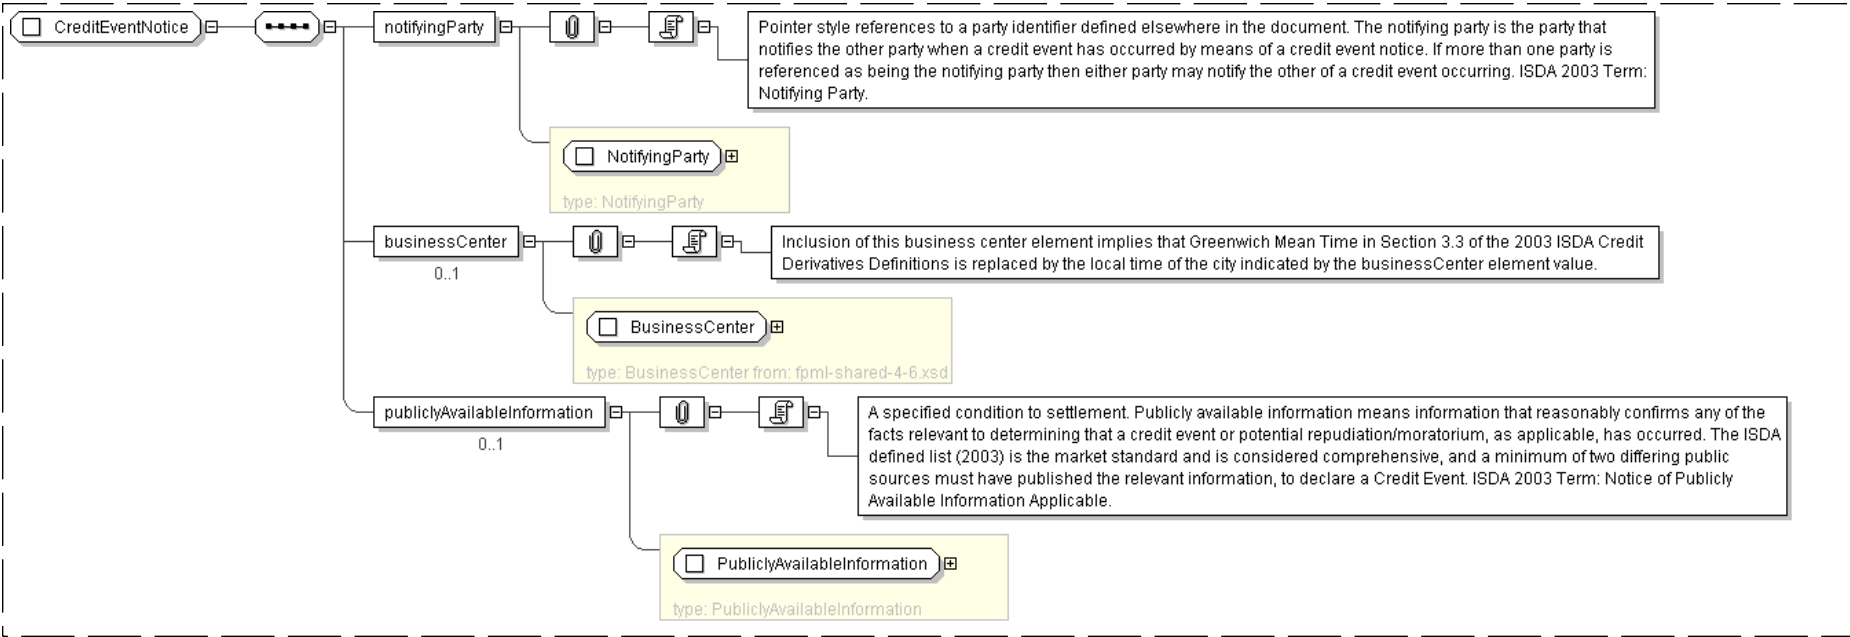 CreditEventNotice
notifyingParty
Pointer style references to a party identifier defined elsewhere in the document. The notifying party is the party that
notifies the other party when a credit event has occurred by means of a credit event notice. If more than one party is
referenced as being the notifying party then either party may notify the other of a credit event occurring. ISDA 2003 Term:
Notifying Party.
NotifyingParty
type: NotifyingParty
businessCenter
0..1
Inclusion of this business center element implies that Greenwich Mean Time in Section 3.3 of the 2003 ISDA Credit
Derivatives Definitions is replaced by the local time of the city indicated by the businessCenter element value.
BusinessCenter
type: BusinessCenter from: fpml-shared-4-6.xsd
publiclyAvailableInformation
0..1
A specified condition to settlement. Publicly available information means information that reasonably confirms any of the
facts relevant to determining that a credit event or potential repudiation/moratorium, as applicable, has occurred. The ISDA
defined list (2003) is the market standard and is considered comprehensive, and a minimum of two differing public
sources must have published the relevant information, to declare a Credit Event. ISDA 2003 Term: Notice of Publicly
Available Information Applicable.
PubliclyAvailableInformation
type: PubliclyAvailableInformation